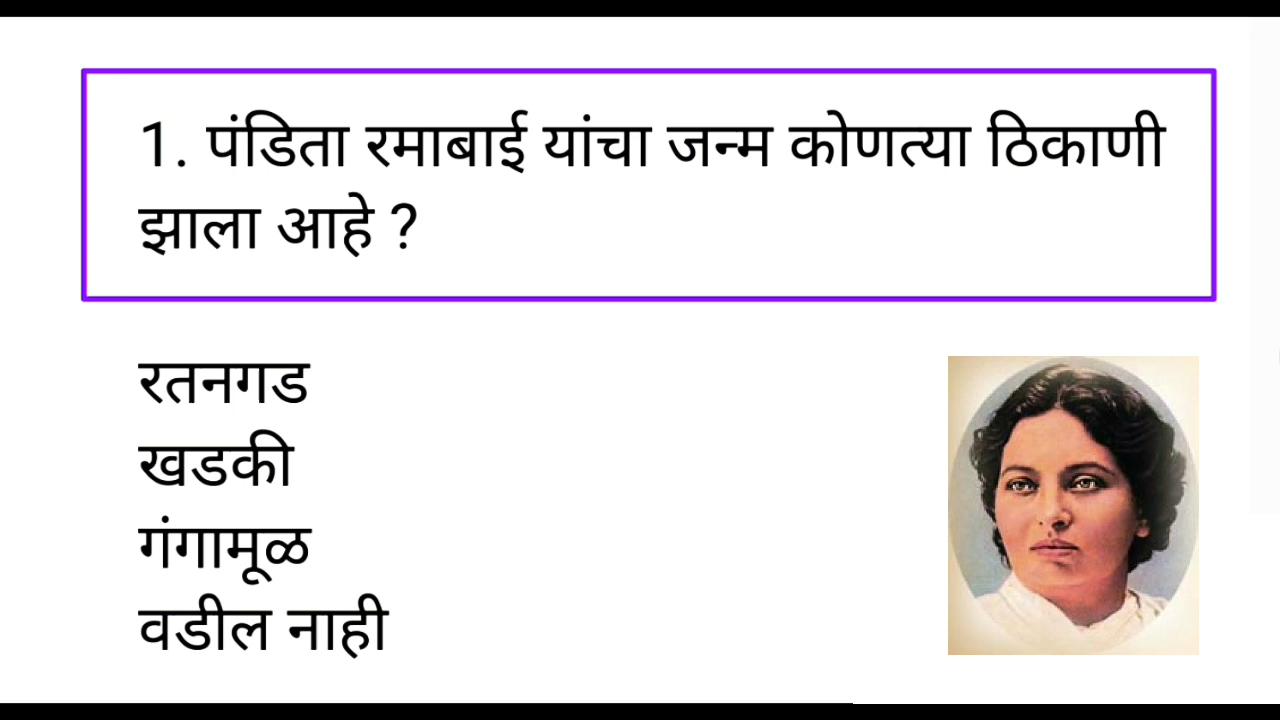 1. पंडिता रमाबाई यांचा जन्म कोणत्या ठिकाणी
झाला आहे ?
रतनगड
खडकी
गंगामूळ
वडील नाही